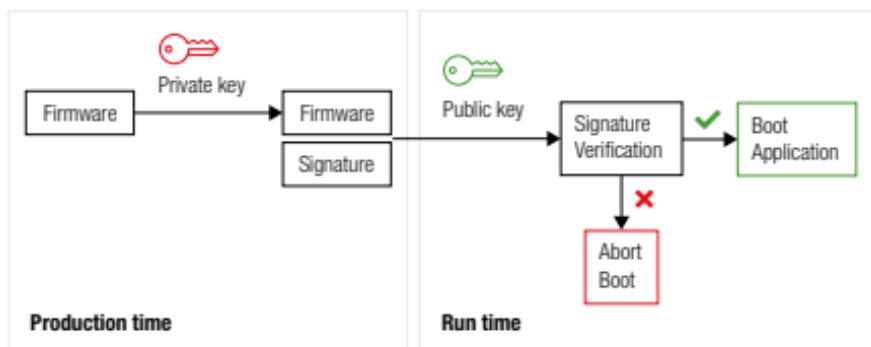 Private key
Firmware
Firmware
Signature
Production time
Public key
Signature
Verification
Boot
Application
Abort
Boot
Run time